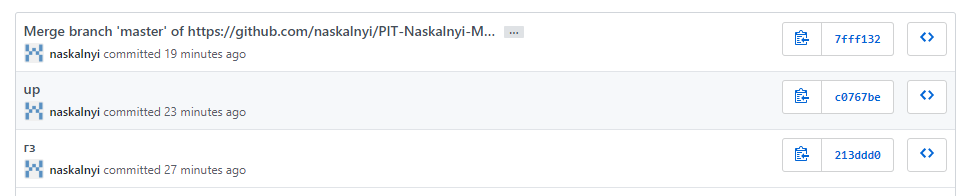 Merge branch 'master' of https://github.com/naskalnyi/PIT-Naskalnyi-M... ...
naskalnyi committed 19 minutes ago
7fff132
up
naskalnyi committed 23 minutes ago
c0767be
гз
naskalnyi committed 27 minutes ago
213ddd0